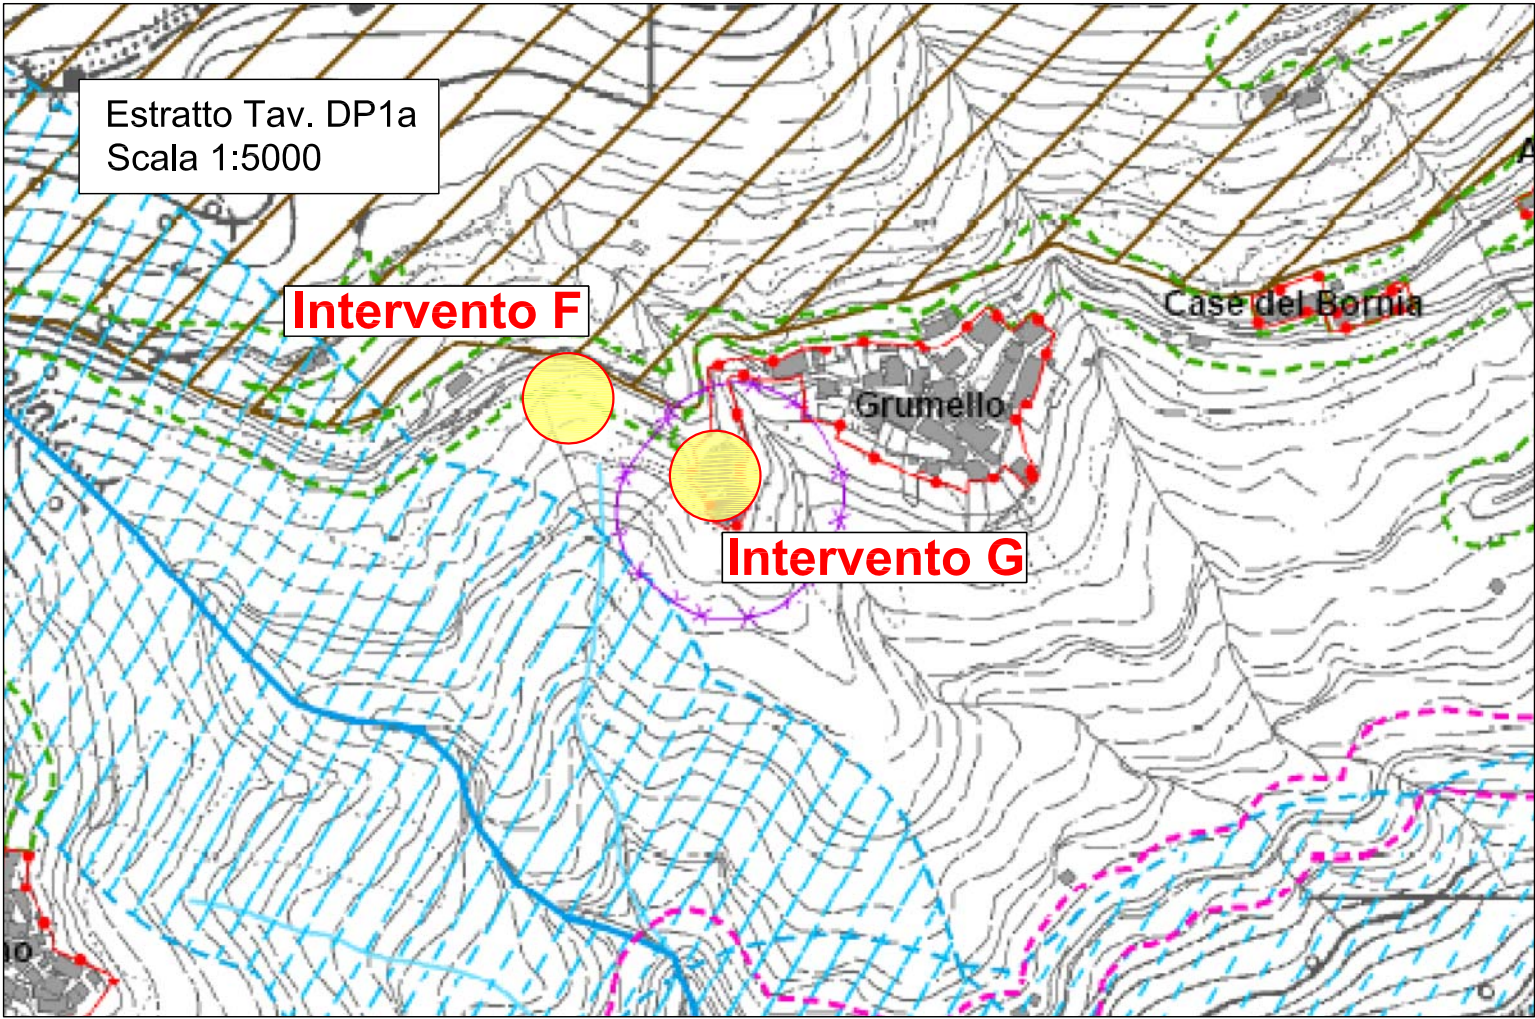 Estratto Tav. DP1a
Scala 1:5000
Intervento F
Case del Bornia
Grumello
Intervento G